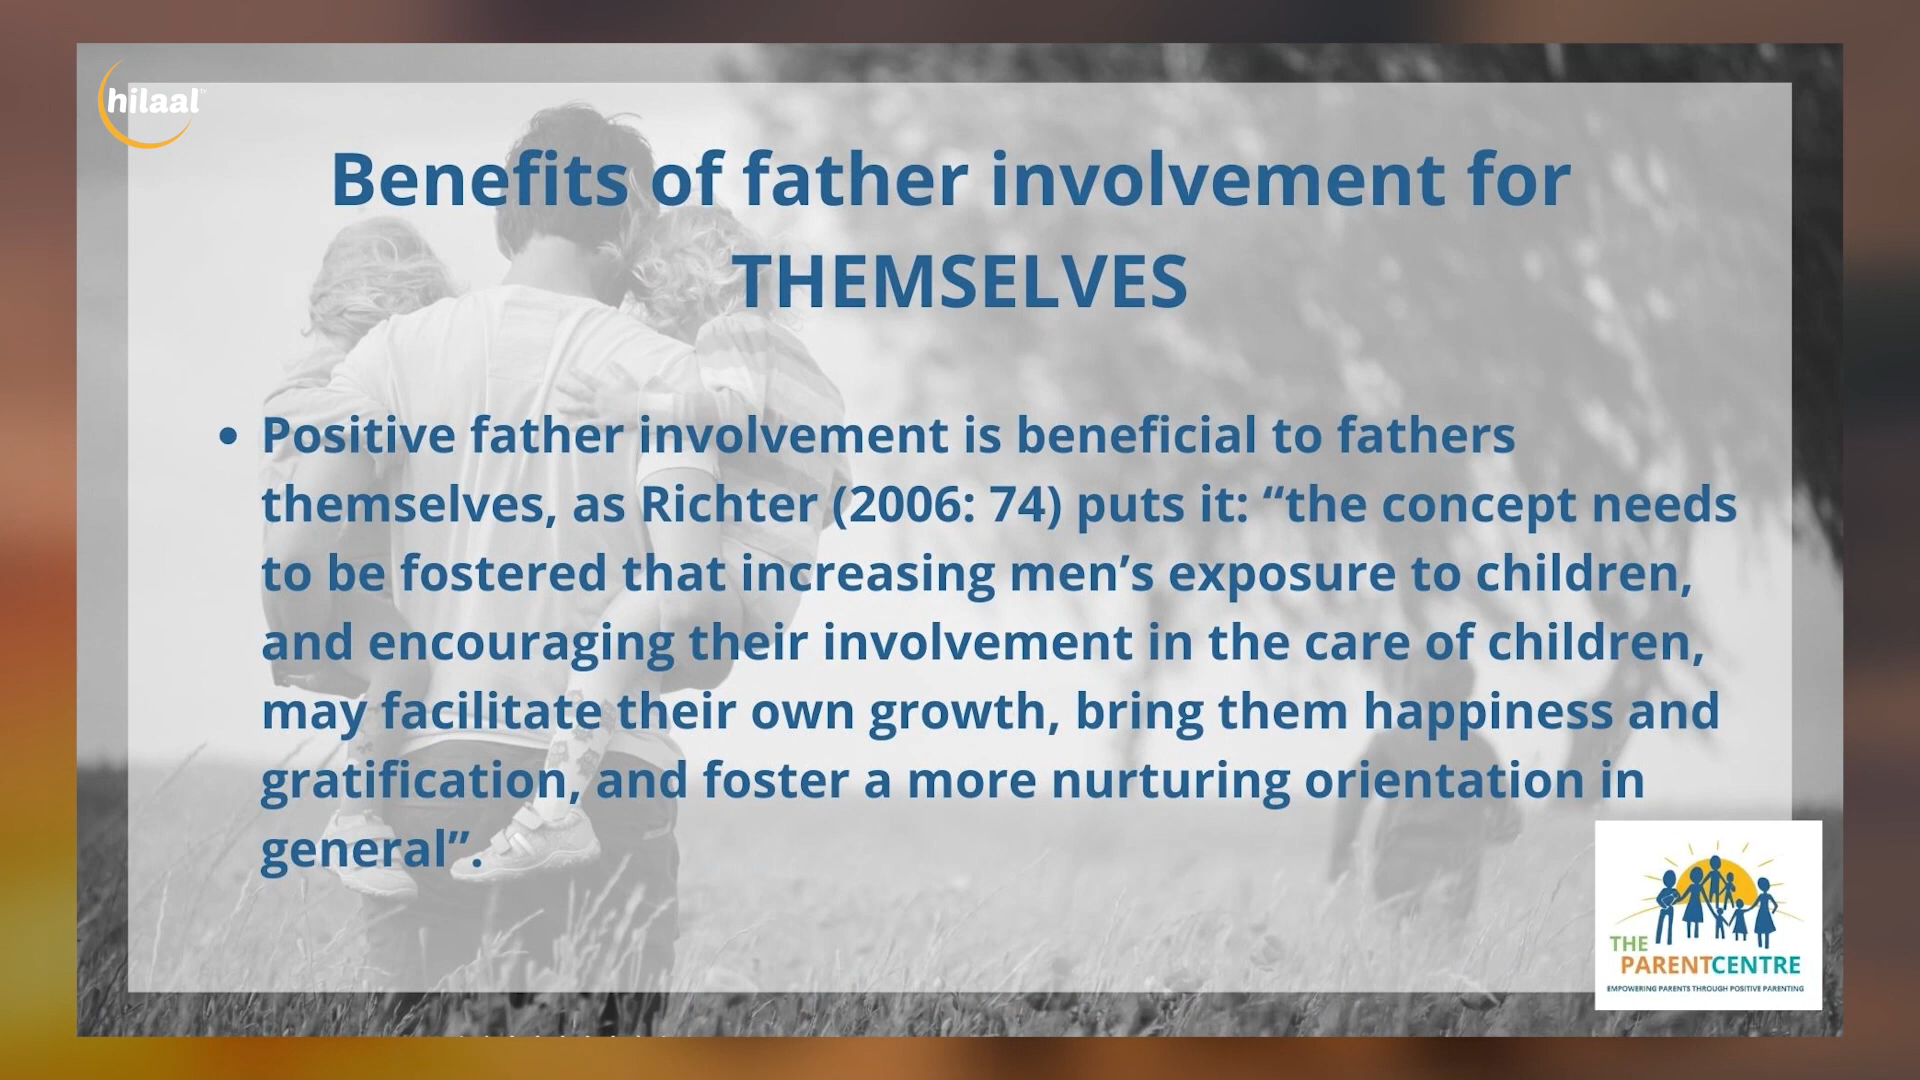 hilaal
Benefits of father involvement for
THEMSELVES
• Positive father involvement is beneficial to fathers
themselves, as Richter (2006: 74) puts it: “the concept needs
to be fostered that increasing men’s exposure to children,
and encouraging their involvement in the care of children,
may facilitate their own growth, bring them happiness and
gratification, and foster a more nurturing orientation in
general”.
THE
PARENTCENTRE
EMPOWERING PARENTS THROUGH POSITIVE PARENTING